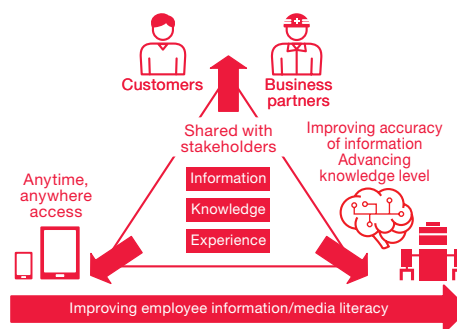 Customers
Business
partners
Shared with
stakeholders
Improving accuracy
of information
Advancing
knowledge level
Anytime,
anywhere
access
Information
Knowledge
Experience
Improving employee information/media literacy